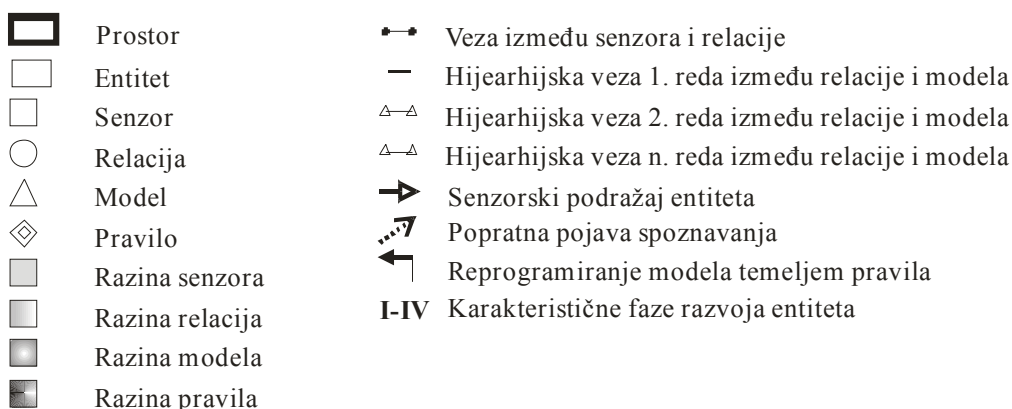 Prostor
Entitet
Senzor
Relacija
Model
Pravilo
Razina senzora
Razina relacija
Razina modela
Razina pravila
Veza između senzora i relacije
Hijearhijska veza 1. reda između relacije i modela
Hijearhijska veza 2. reda između relacije i modela
Hijearhijska veza n. reda između relacije i modela
Senzorski podražaj entiteta
Popratna pojava spoznavanja
Reprogramiranje modela temeljem pravila
I-IV Karakteristične faze razvoja entiteta